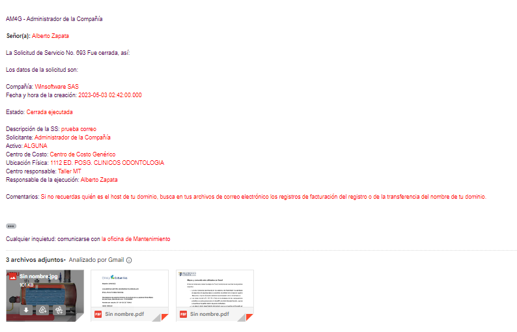 AM4G - Administrador de la Compañía
Señor(a): Alberto Zapata
La Solicitud de Servicio No. 693 Fue cerrada, así:
Los datos de la solicitud son:
Compañía: Winsoftware SAS
Fecha y hora de la creación: 2023-05-03 02:42:00.000
Estado: Cerrada ejecutada
Descripción de la SS: prueba correo
Solicitante: Administrador de la Compañía
Activo: ALGUNA
Centro de Costo: Centro de Costo Genérico
Ubicación Física: 1112 ED. POSG. CLINICOS ODONTOLOGIA
Centro responsable: Taller MT
Responsable de la ejecución: Alberto Zapata
Comentarios: Si no recuerdas quién es el host de tu dominio, busca en tus archivos de correo electrónico los registros de facturación del registro o de la transferencia del nombre de tu dominio.
Cualquier inquietud: comunicarse con la oficina de Mantenimiento
3 archivos adjuntos • Analizado por Gmail
Sin nombre.jpg
Sin nombre.pdf
Sin nombre.pdf